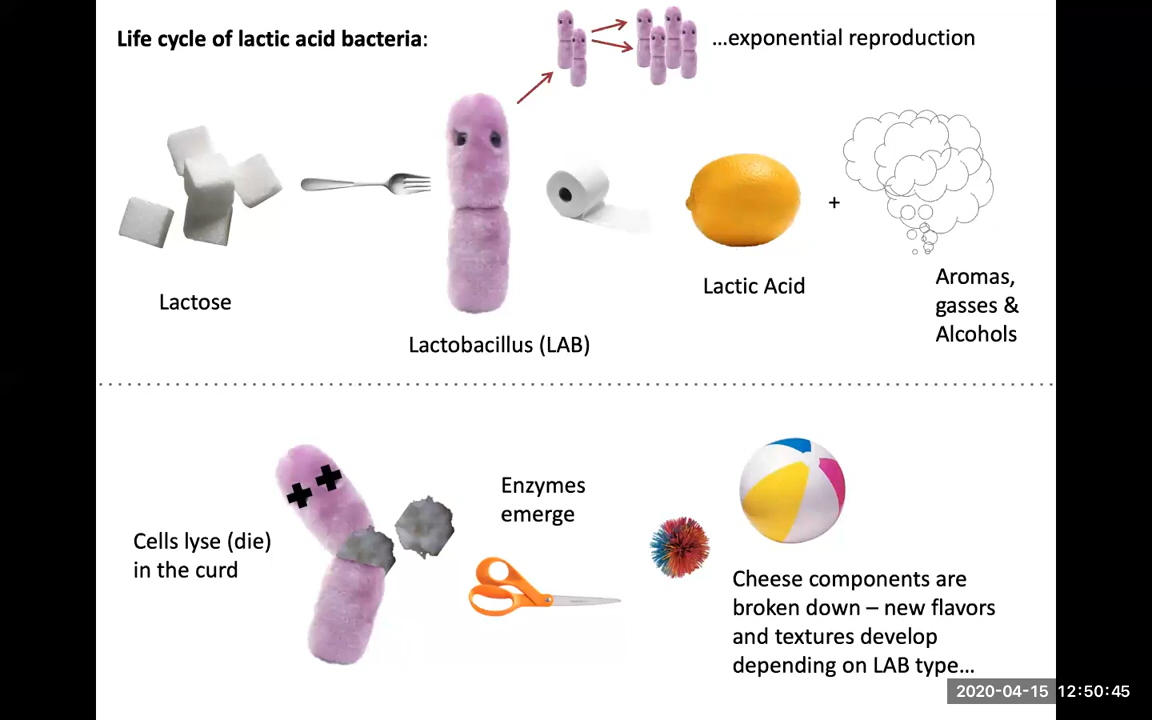 Life cycle of lactic acid bacteria:
...exponential reproduction
Lactose
Lactobacillus (LAB)
Lactic Acid
+
Aromas,
gasses &
Alcohols
Cells lyse (die)
in the curd
Enzymes
emerge
Cheese components are
broken down – new flavors
and textures develop
depending on LAB type...
2020-04-15 12:50:45